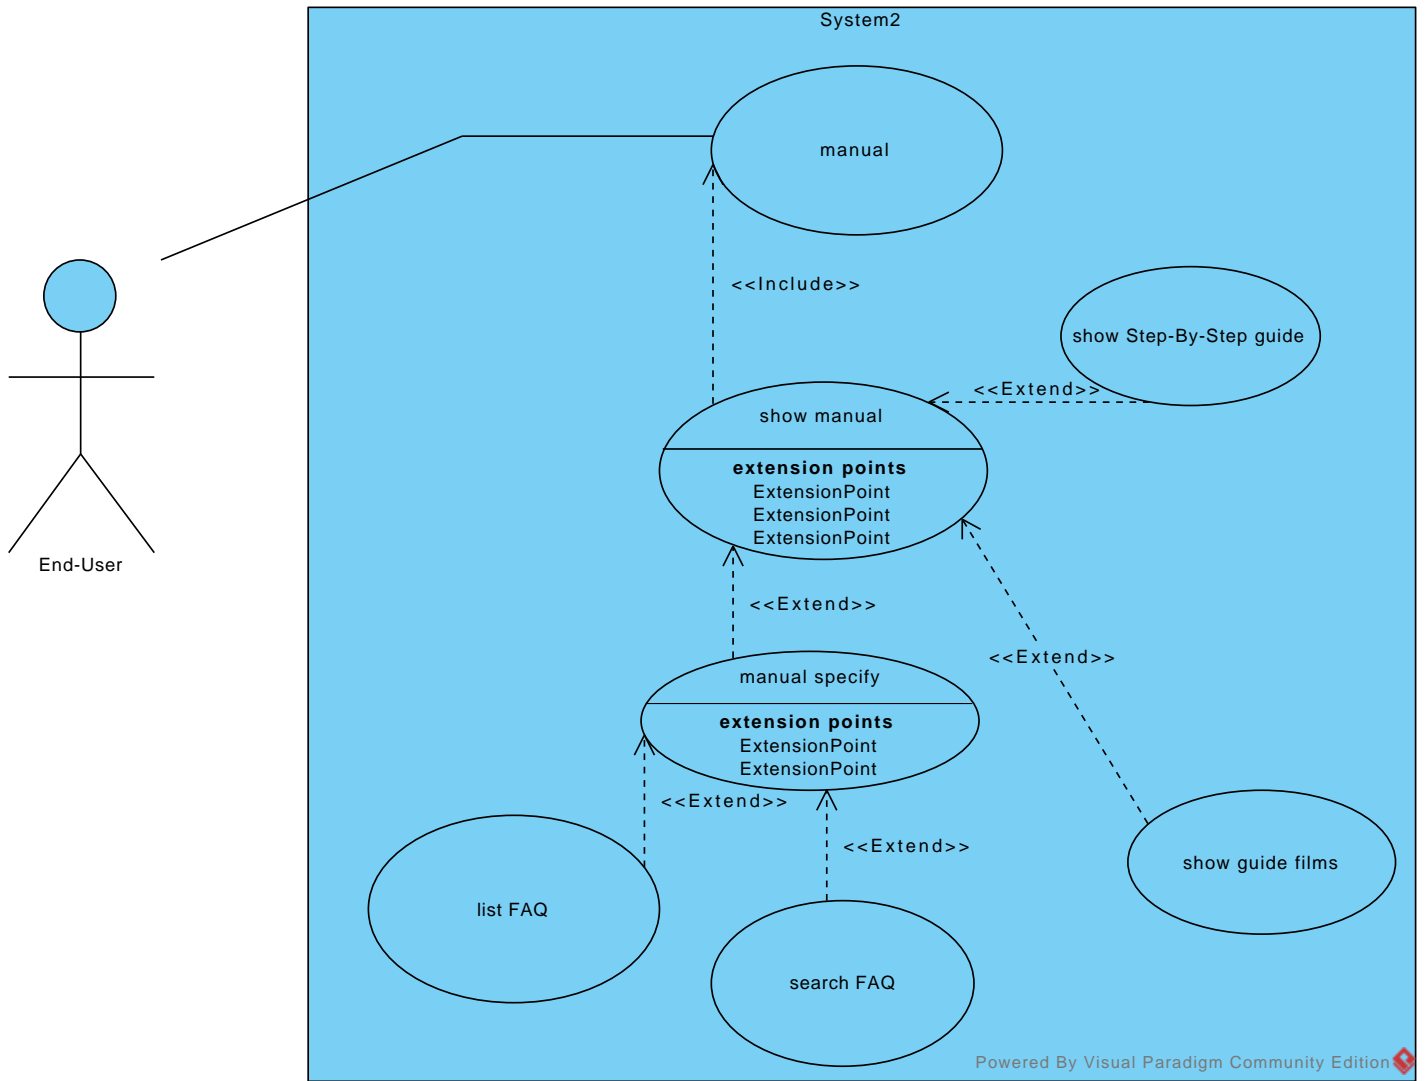 System2
manual
<<Include>>
show Step-By-Step guide
<<Extend>>
show manual
extension points
ExtensionPoint
ExtensionPoint
ExtensionPoint
End-User
<<Extend>>
<<Extend>>
manual specify
extension points
ExtensionPoint
ExtensionPoint
<<Extend>>
<<Extend>>
show guide films
list FAQ
search FAQ
Powered By Visual Paradigm Community Edition